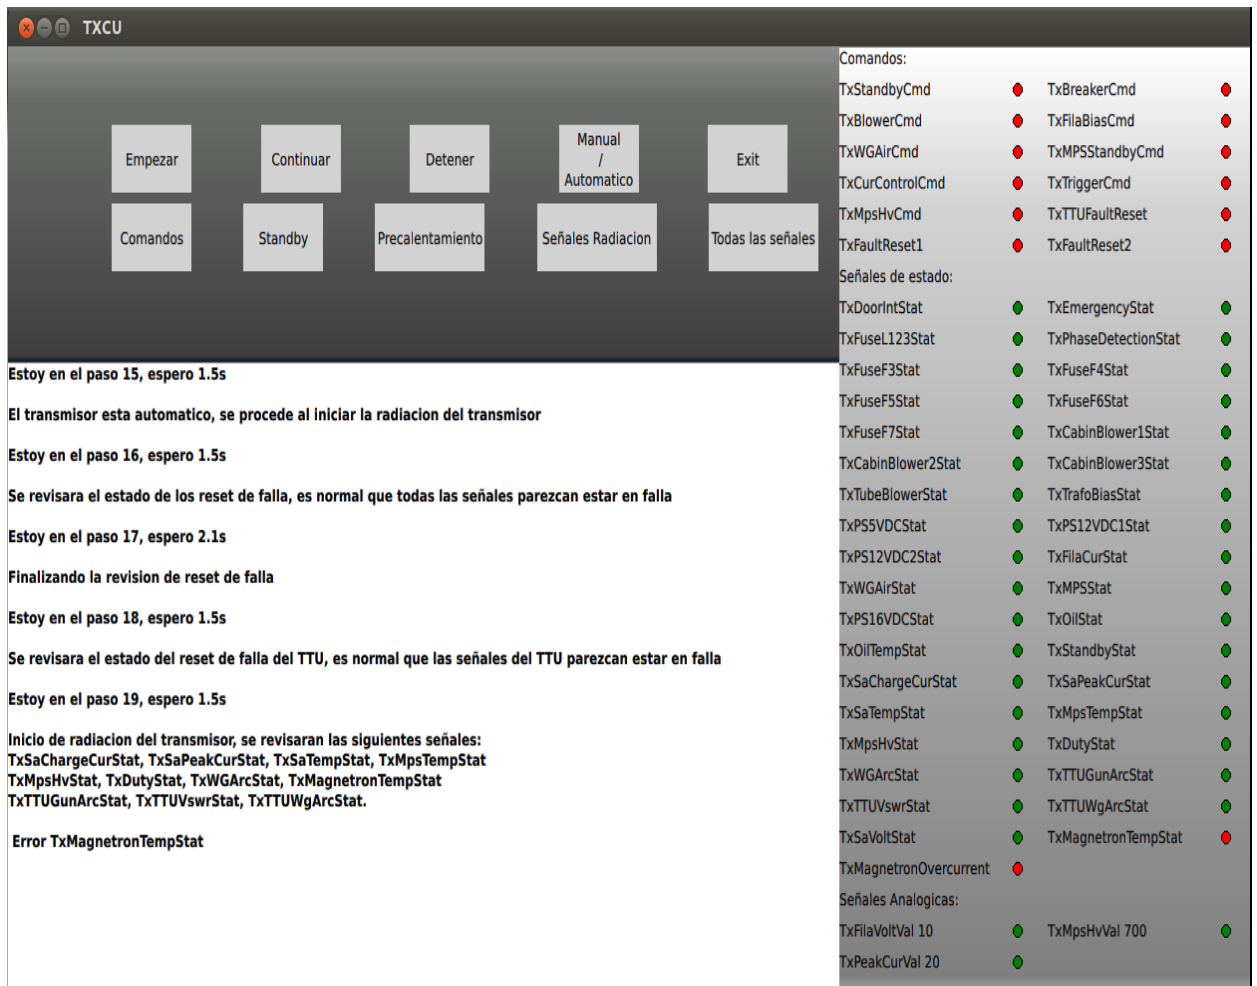 TXCU
Empezar
Continuar
Detener
Manual
/
Automatico
Exit
Comandos
Standby
Precalentamiento
Señales Radiacion
Todas las señales
Estoy en el paso 15, espero 1.5s
El transmisor esta automatico, se procede al iniciar la radiacion del transmisor
Estoy en el paso 16, espero 1.5s
Se revisara el estado de los reset de falla, es normal que todas las señales parezcan estar en falla
Estoy en el paso 17, espero 2.1s
Finalizando la revision de reset de falla
Estoy en el paso 18, espero 1.5s
Se revisara el estado del reset de falla del TTU, es normal que las señales del TTU parezcan estar en falla
Estoy en el paso 19, espero 1.5s
Inicio de radiacion del transmisor, se revisaran las siguientes señales:
TxSaChargeCurStat, TxSaPeakCurStat, TxSaTempStat, TxMpsTempStat
TxMpsHvStat, TxDutyStat, TxWGArcStat, TxMagnetronTempStat
TxTTUGunArcStat, TxTTUVswrStat, TxTTUWgArcStat.
Error TxMagnetronTempStat
Comandos:
TxStandbyCmd TxBreakerCmd
TxBlowerCmd TxFilaBiasCmd
TxWGAirCmd TxMPSStandbyCmd
TxCurControlCmd TxTriggerCmd
TxMpsHvCmd TxTTUFaultReset
TxFaultReset1 TxFaultReset2
Señales de estado:
TxDoorIntStat TxEmergencyStat
TxFuseL123Stat TxPhaseDetectionStat
TxFuseF3Stat TxFuseF4Stat
TxFuseF5Stat TxFuseF6Stat
TxFuseF7Stat TxCabinBlower1Stat
TxCabinBlower2Stat TxCabinBlower3Stat
TxTubeBlowerStat TxTrafoBiasStat
TxPS5VDCStat TxPS12VDC1Stat
TxPS12VDC2Stat TxFilaCurStat
TxWGAirStat TxMPSStat
TxPS16VDCStat TxOilStat
TxOilTempStat TxStandbyStat
TxSaChargeCurStat TxSaPeakCurStat
TxSaTempStat TxMpsTempStat
TxMpsHvStat TxDutyStat
TxWGArcStat TxTTUGunArcStat
TxTTUVswrStat TxTTUWgArcStat
TxSaVoltStat TxMagnetronTempStat
TxMagnetronOvercurrent
Señales Analogicas:
TxFilaVoltVal 10 TxMpsHvVal 700
TxPeakCurVal 20